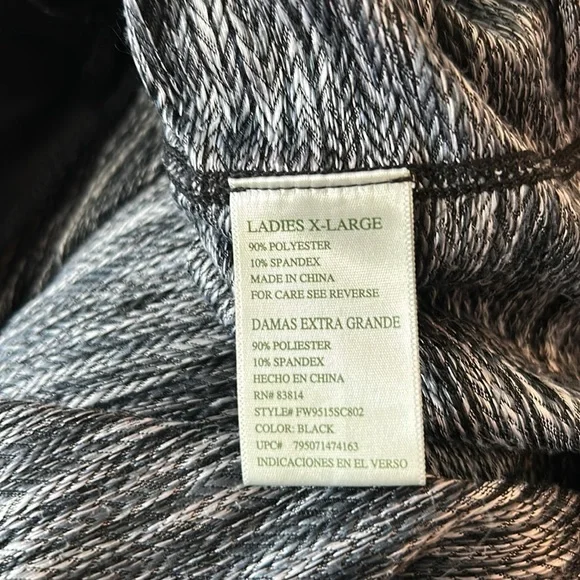 LADIES X-LARGE
90% POLYESTER
10% SPANDEX
MADE IN CHINA
FOR CARE SEE REVERSE
DAMAS EXTRA GRANDE
90% POLIESTER
10% SPANDEX
HECHO EN CHINA
RN# 83814
STYLE# FW9515SC802
COLOR: BLACK
UPC# 795071474163
INDICACIONES EN EL VERSO